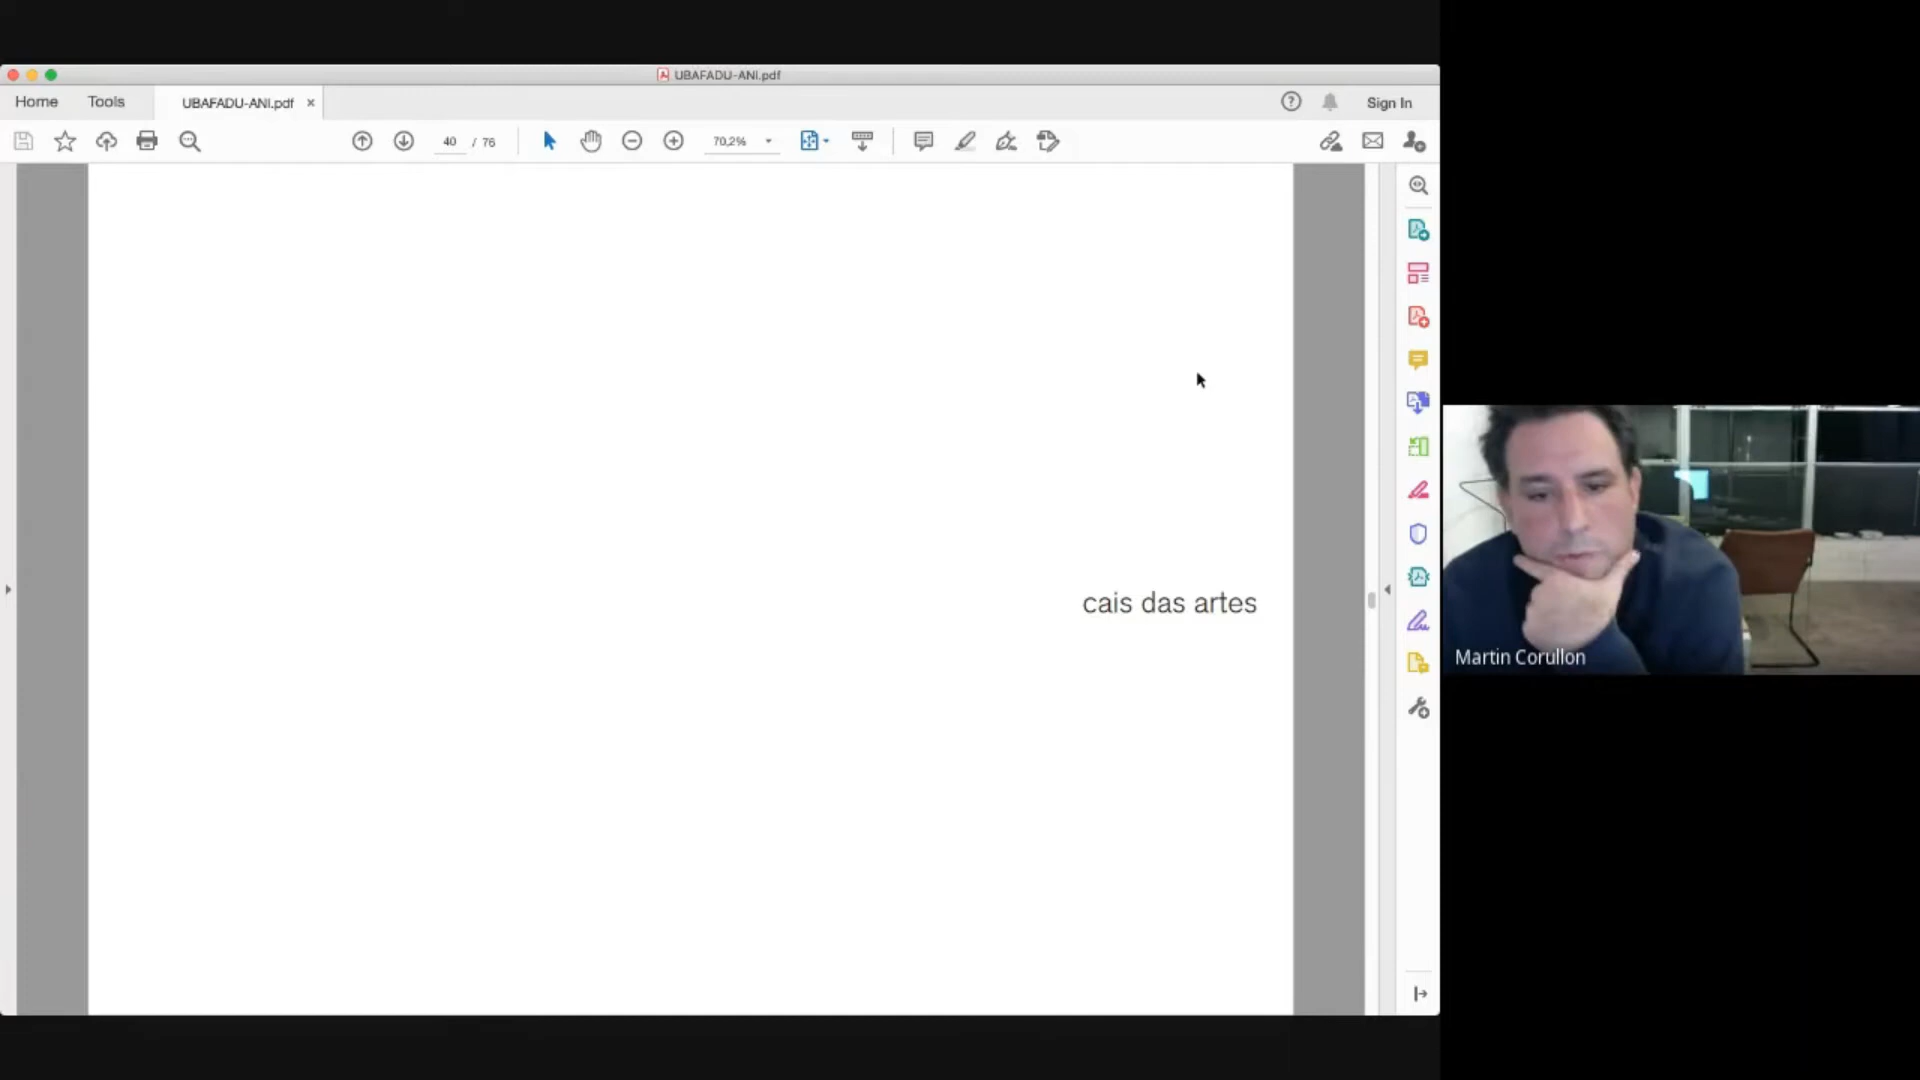 UBAFADU-ANI.pdf
Home
Tools
UBAFADU-ANI.pdf
Sign In
40 / 76
70,2%
cais das artes
Martin Corullon